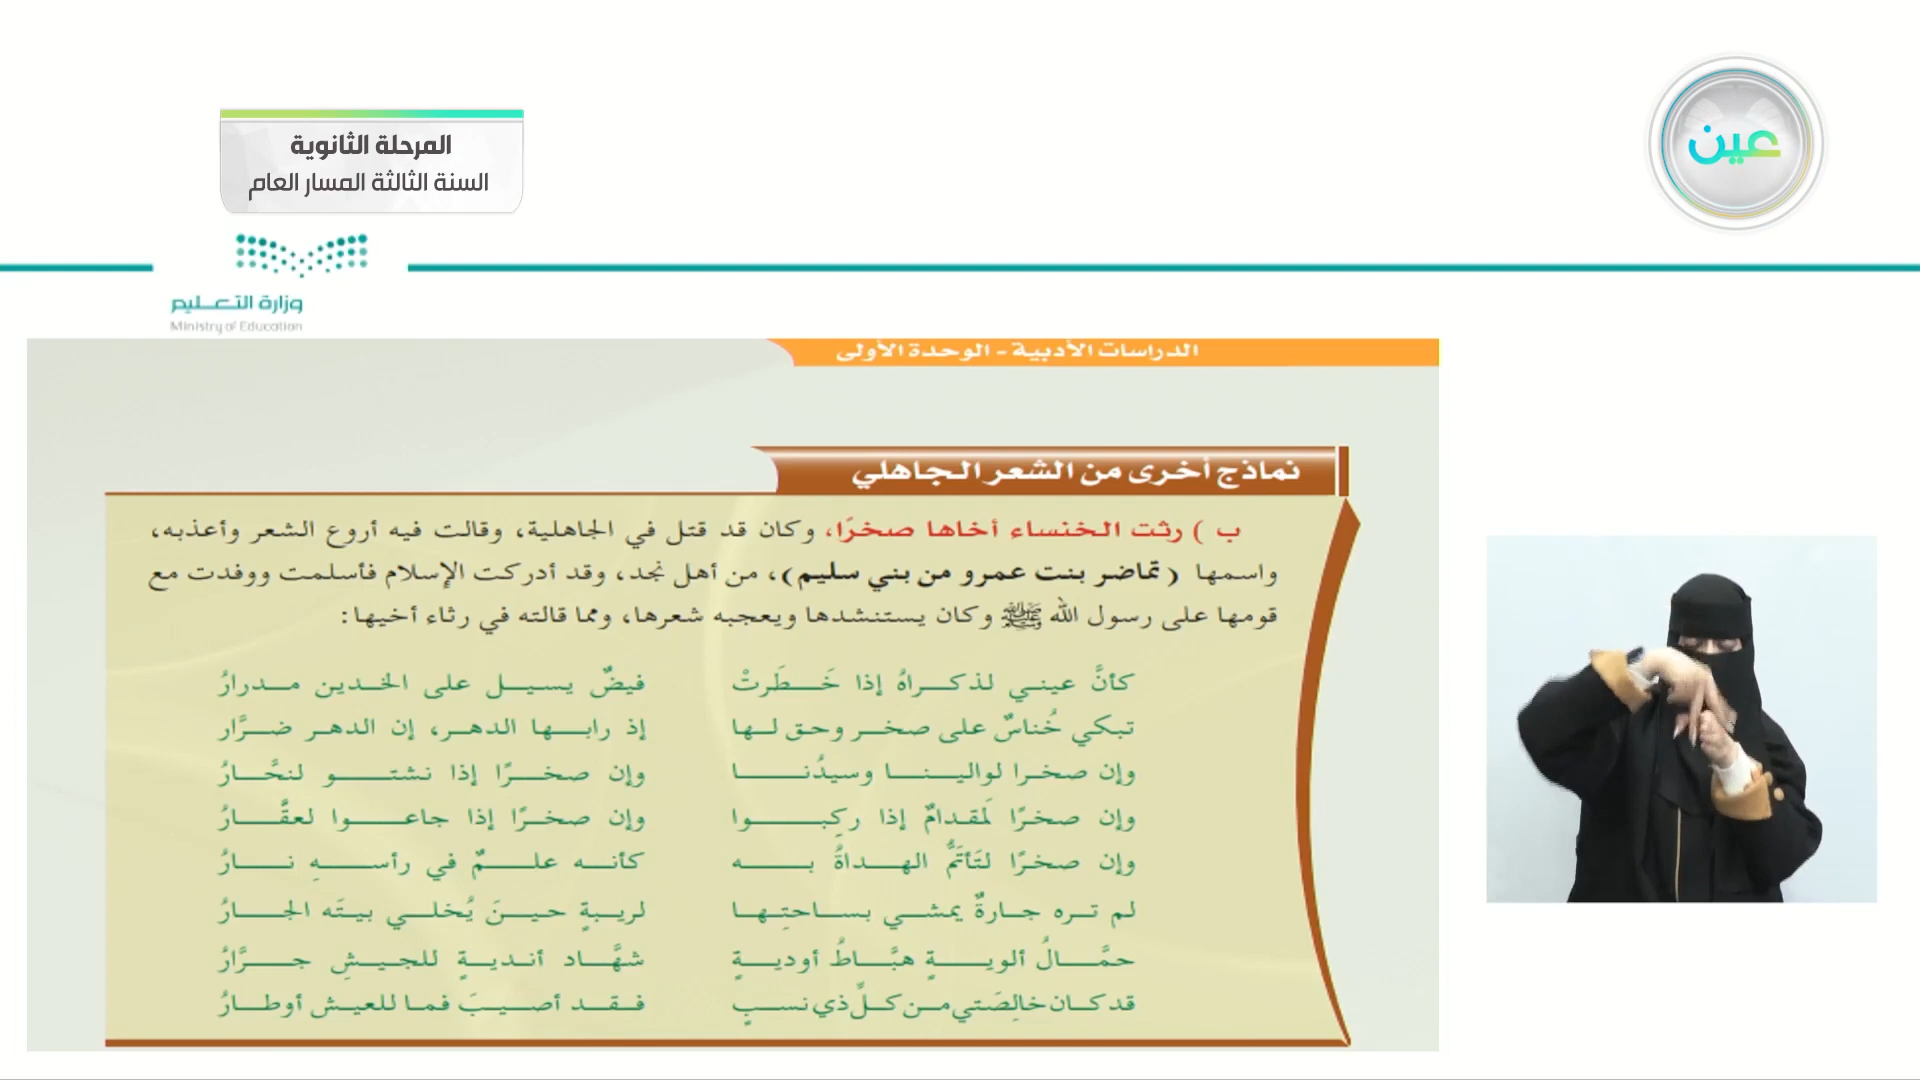 المرحلة الثانوية
السنة الثالثة المسار العام
عين
وزارة التعليم
Ministry of Education
الدراسات الأدبية - الوحدة الأولى
نماذج أخرى من الشعر الجاهلي
ب ) رثت الخنساء أخاها صخرًا، وكان قد قتل في الجاهلية، وقالت فيه أروع الشعر وأعذبه،
واسمها ( تماضر بنت عمرو من بني سليم )، من أهل نجد، وقد أدركت الإسلام فأسلمت ووفدت مع
قومها على رسول الله ﷺ وكان يستنشدها ويعجبه شعرها، ومما قالته في رثاء أخيها:
كأنَّ عيني لذكراهُ إذا خَطَرتْ فيضٌ يسيل على الخدين مدرارُ
تبكي خُناسٌ على صخر وحق لها إذ رابها الدهر، إن الدهر ضرَّار
وإن صخرا لوالينا وسيدُنا وإن صخرًا إذا نشتو لنحَّارُ
وإن صخرًا لَمقدامٌ إذا ركِبوا وإن صخرًا إذا جاعوا لعقَّارُ
وإن صخرًا لتَأتَمُّ الهداةُ به كأنه علمٌ في رأسهِ نارُ
لم تره جارةٌ يمشي بساحتِها لريبةٍ حينَ يُخلي بيتَه الجارُ
حمَّالُ ألويةٍ هبَّاطُ أوديةٍ شهَّاد أنديةٍ للجيشِ جرَّارُ
قد كان خالِصَتي من كلِّ ذي نسبٍ فقد أصيبَ فما للعيش أوطارُ